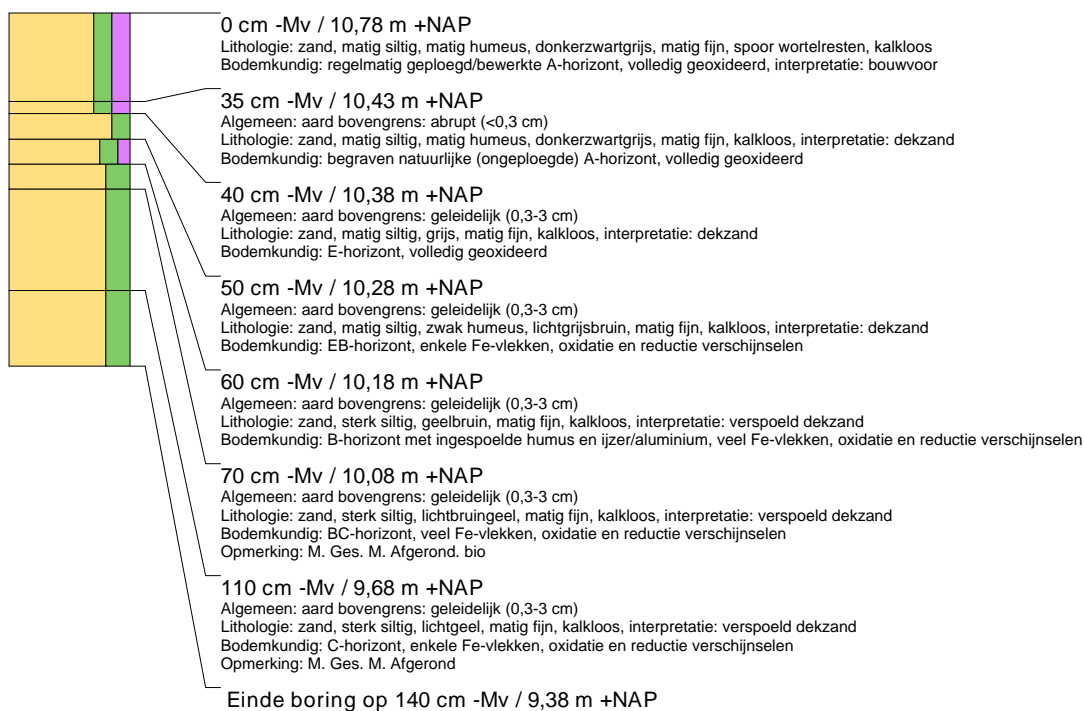 0 cm -Mv / 10,78 m +NAP
Lithologie: zand, matig siltig, matig humeus, donkerzwartgrijs, matig fijn, spoor wortelresten, kalkloos
Bodemkundig: regelmatig geploegd/bewerkte A-horizont, volledig geoxideerd, interpretatie: bouwvoor
35 cm -Mv / 10,43 m +NAP
Algemeen: aard bovengrens: abrupt (<0,3 cm)
Lithologie: zand, matig siltig, matig humeus, donkerzwartgrijs, matig fijn, kalkloos, interpretatie: dekzand
Bodemkundig: begraven natuurlijke (ongeploegde) A-horizont, volledig geoxideerd
40 cm -Mv / 10,38 m +NAP
Algemeen: aard bovengrens: geleidelijk (0,3-3 cm)
Lithologie: zand, matig siltig, grijs, matig fijn, kalkloos, interpretatie: dekzand
Bodemkundig: E-horizont, volledig geoxideerd
50 cm -Mv / 10,28 m +NAP
Algemeen: aard bovengrens: geleidelijk (0,3-3 cm)
Lithologie: zand, matig siltig, zwak humeus, lichtgrijsbruin, matig fijn, kalkloos, interpretatie: dekzand
Bodemkundig: EB-horizont, enkele Fe-vlekken, oxidatie en reductie verschijnselen
60 cm -Mv / 10,18 m +NAP
Algemeen: aard bovengrens: geleidelijk (0,3-3 cm)
Lithologie: zand, sterk siltig, geelbruin, matig fijn, kalkloos, interpretatie: verspoeld dekzand
Bodemkundig: B-horizont met ingespoelde humus en ijzer/aluminium, veel Fe-vlekken, oxidatie en reductie verschijnselen
70 cm -Mv / 10,08 m +NAP
Algemeen: aard bovengrens: geleidelijk (0,3-3 cm)
Lithologie: zand, sterk siltig, lichtbruingeel, matig fijn, kalkloos, interpretatie: verspoeld dekzand
Bodemkundig: BC-horizont, veel Fe-vlekken, oxidatie en reductie verschijnselen
Opmerking: M. Ges. M. Afgerond. bio
110 cm -Mv / 9,68 m +NAP
Algemeen: aard bovengrens: geleidelijk (0,3-3 cm)
Lithologie: zand, sterk siltig, lichtgeel, matig fijn, kalkloos, interpretatie: verspoeld dekzand
Bodemkundig: C-horizont, enkele Fe-vlekken, oxidatie en reductie verschijnselen
Opmerking: M. Ges. M. Afgerond
Einde boring op 140 cm -Mv / 9,38 m +NAP